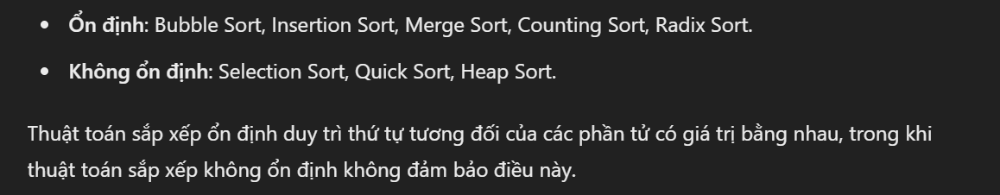 • Ổn định: Bubble Sort, Insertion Sort, Merge Sort, Counting Sort, Radix Sort.
• Không ổn định: Selection Sort, Quick Sort, Heap Sort.
Thuật toán sắp xếp ổn định duy trì thứ tự tương đối của các phần tử có giá trị bằng nhau, trong khi
thuật toán sắp xếp không ổn định không đảm bảo điều này.